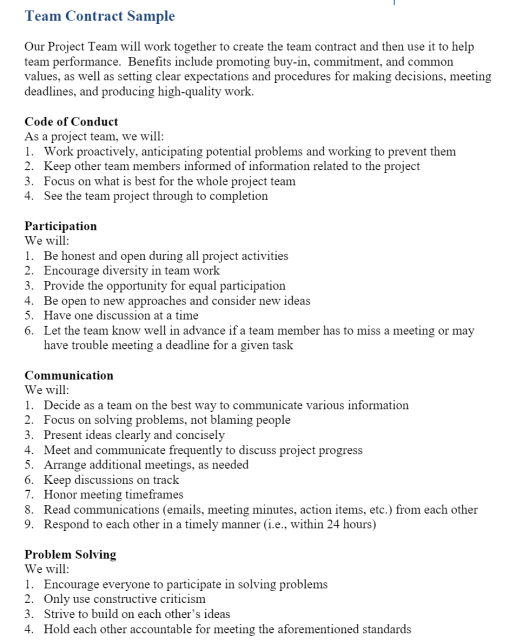 Team Contract Sample
Our Project Team will work together to create the team contract and then use it to help
team performance.  Benefits include promoting buy-in, commitment, and common
values, as well as setting clear expectations and procedures for making decisions, meeting
deadlines, and producing high-quality work.
Code of Conduct
As a project team, we will:
1. Work proactively, anticipating potential problems and working to prevent them
2. Keep other team members informed of information related to the project
3. Focus on what is best for the whole project team
4. See the team project through to completion
Participation
We will:
1. Be honest and open during all project activities
2. Encourage diversity in team work
3. Provide the opportunity for equal participation
4. Be open to new approaches and consider new ideas
5. Have one discussion at a time
6. Let the team know well in advance if a team member has to miss a meeting or may
have trouble meeting a deadline for a given task
Communication
We will:
1. Decide as a team on the best way to communicate various information
2. Focus on solving problems, not blaming people
3. Present ideas clearly and concisely
4. Meet and communicate frequently to discuss project progress
5. Arrange additional meetings, as needed
6. Keep discussions on track
7. Honor meeting timeframes
8. Read communications (emails, meeting minutes, action items, etc.) from each other
9. Respond to each other in a timely manner (i.e., within 24 hours)
Problem Solving
We will:
1. Encourage everyone to participate in solving problems
2. Only use constructive criticism
3. Strive to build on each other’s ideas
4. Hold each other accountable for meeting the aforementioned standards